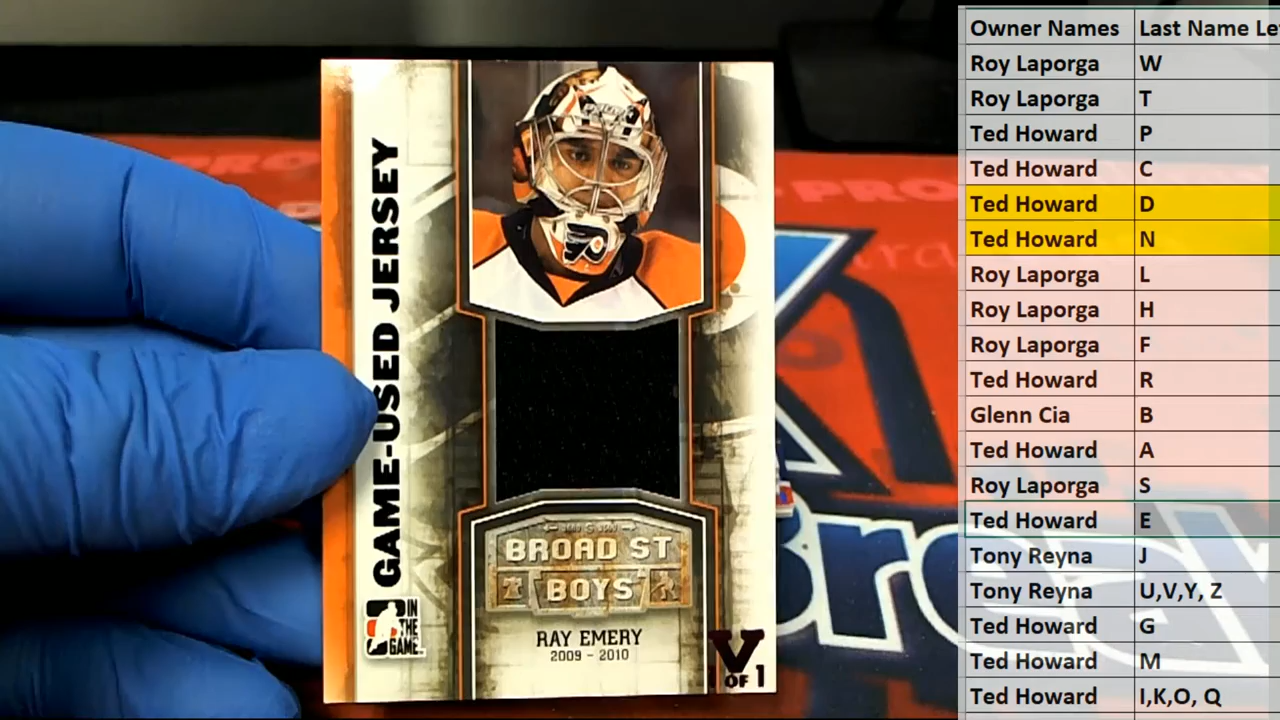 GAME-USED JERSEY
IN
THE
GAME
BROAD ST
BOYS
RAY EMERY
2009 - 2010
V
1 OF 1
PRO
Brea
Owner Names Last Name Le
Roy Laporga W
Roy Laporga T
Ted Howard P
Ted Howard C
Ted Howard D
Ted Howard N
Roy Laporga L
Roy Laporga H
Roy Laporga F
Ted Howard R
Glenn Cia B
Ted Howard A
Roy Laporga S
Ted Howard E
Tony Reyna J
Tony Reyna U,V,Y, Z
Ted Howard G
Ted Howard M
Ted Howard I,K,O, Q